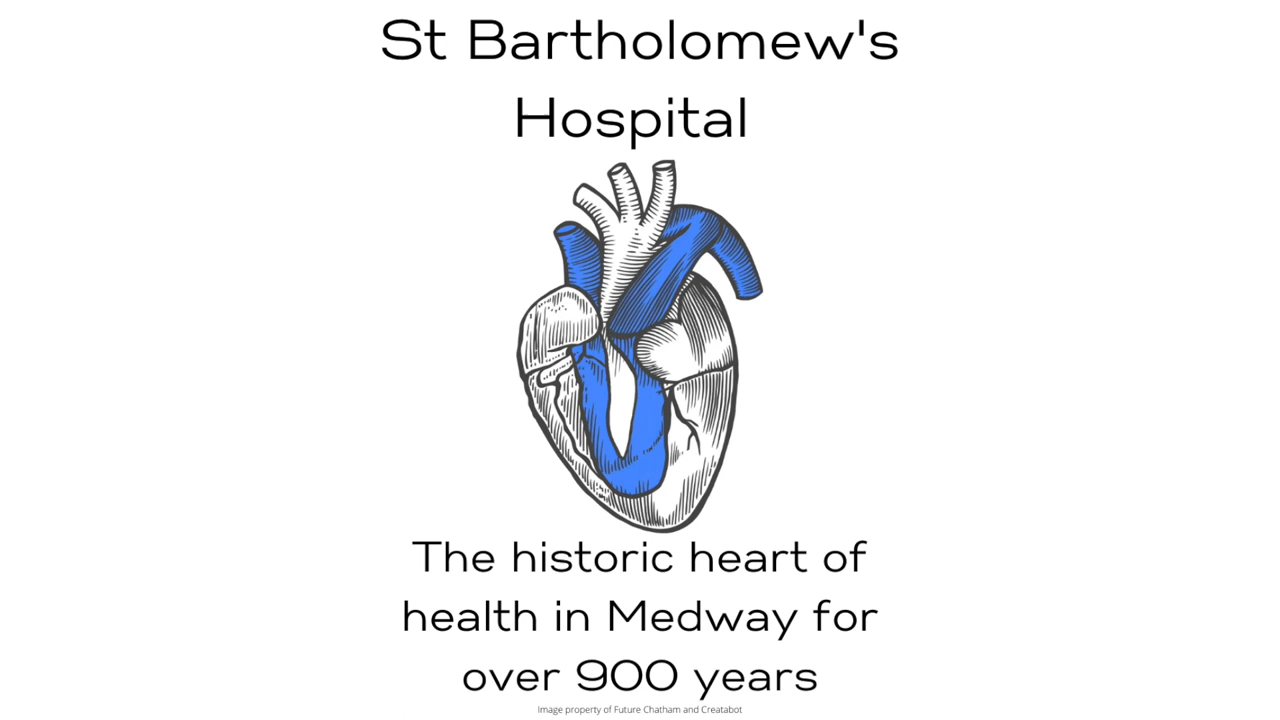 St Bartholomew's
Hospital
The historic heart of
health in Medway for
over 900 years
Image property of Future Chatham and Creatabot